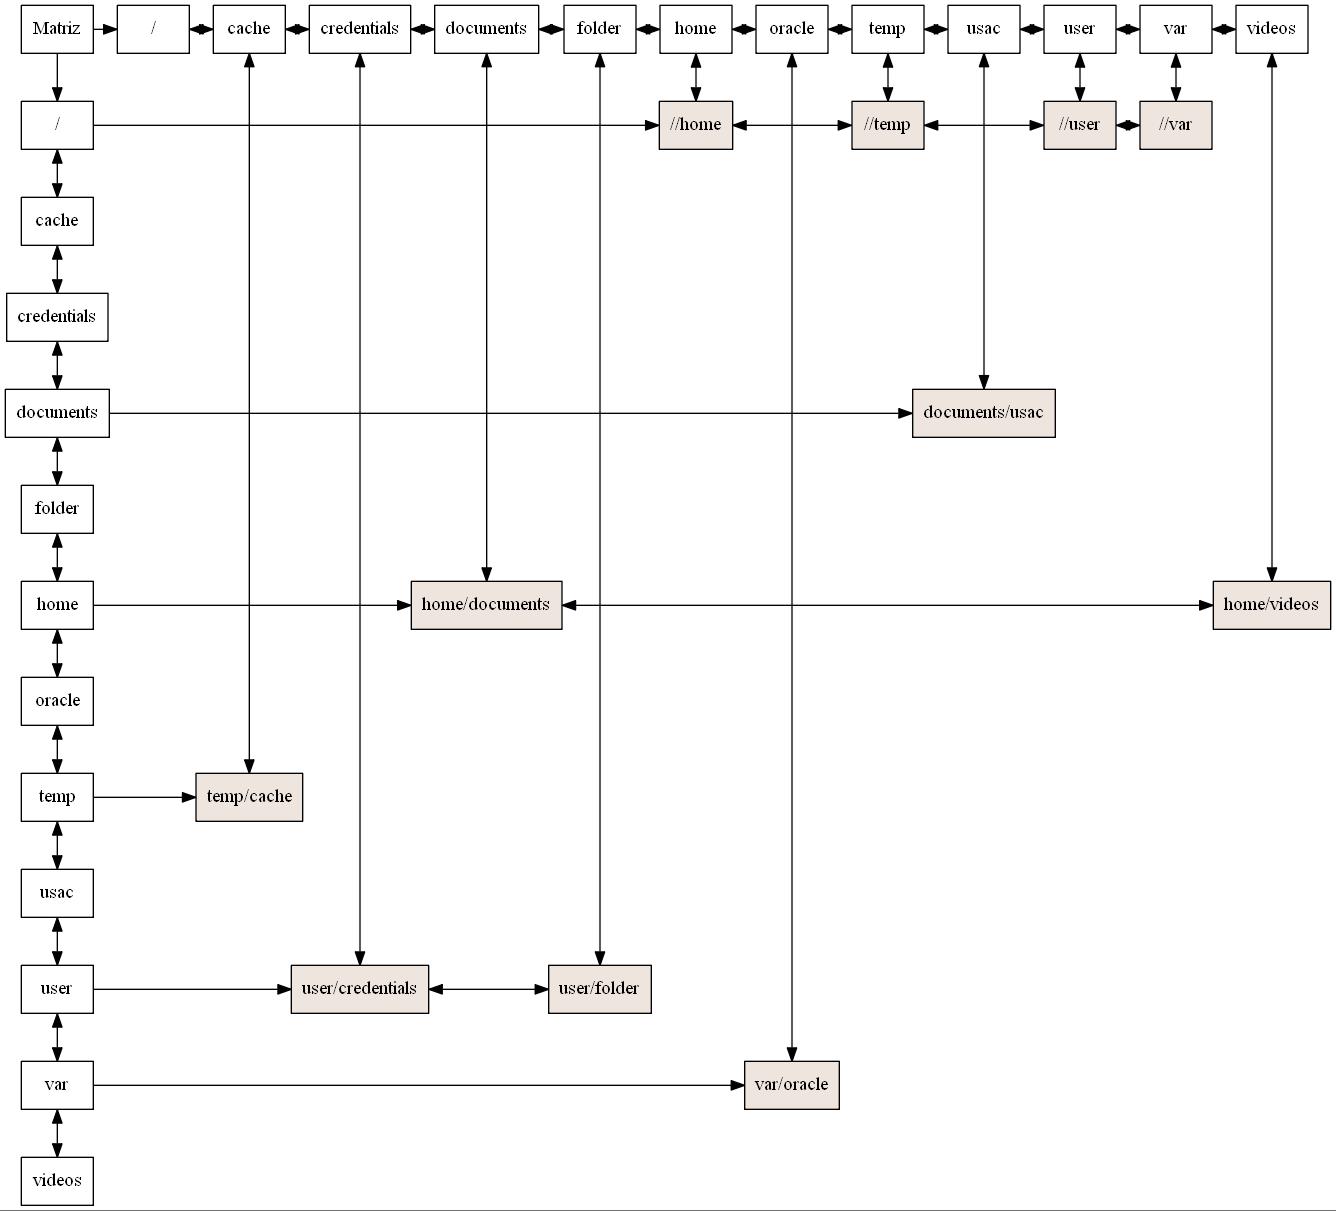 Matriz / cache credentials documents folder home oracle temp usac user var videos
/ //home //temp //user //var
cache
credentials
documents documents/usac
folder
home home/documents home/videos
oracle
temp temp/cache
usac
user user/credentials user/folder
var var/oracle
videos